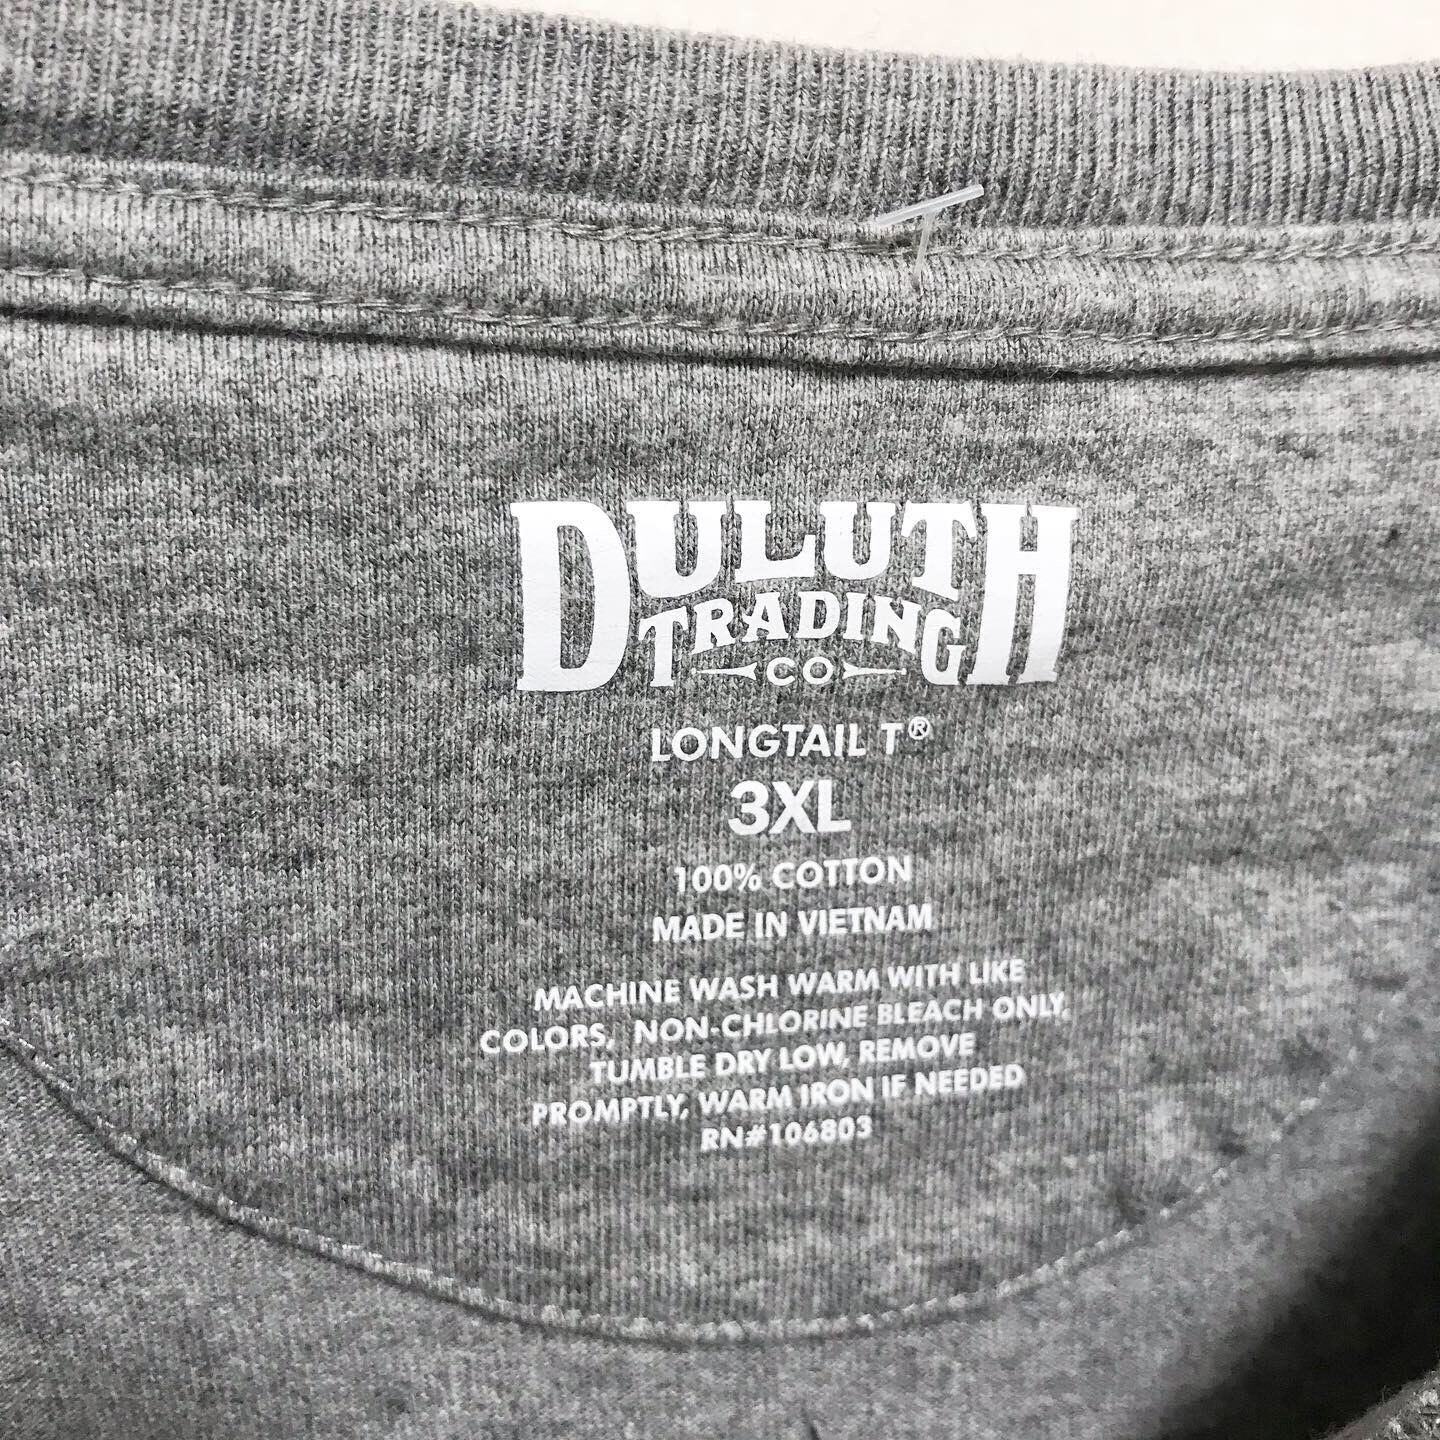 DULUTH
TRADING
CO
LONGTAIL T®
3XL
100% COTTON
MADE IN VIETNAM
MACHINE WASH WARM WITH LIKE
COLORS, NON-CHLORINE BLEACH ONLY,
TUMBLE DRY LOW, REMOVE
PROMPTLY, WARM IRON IF NEEDED
RN#106803